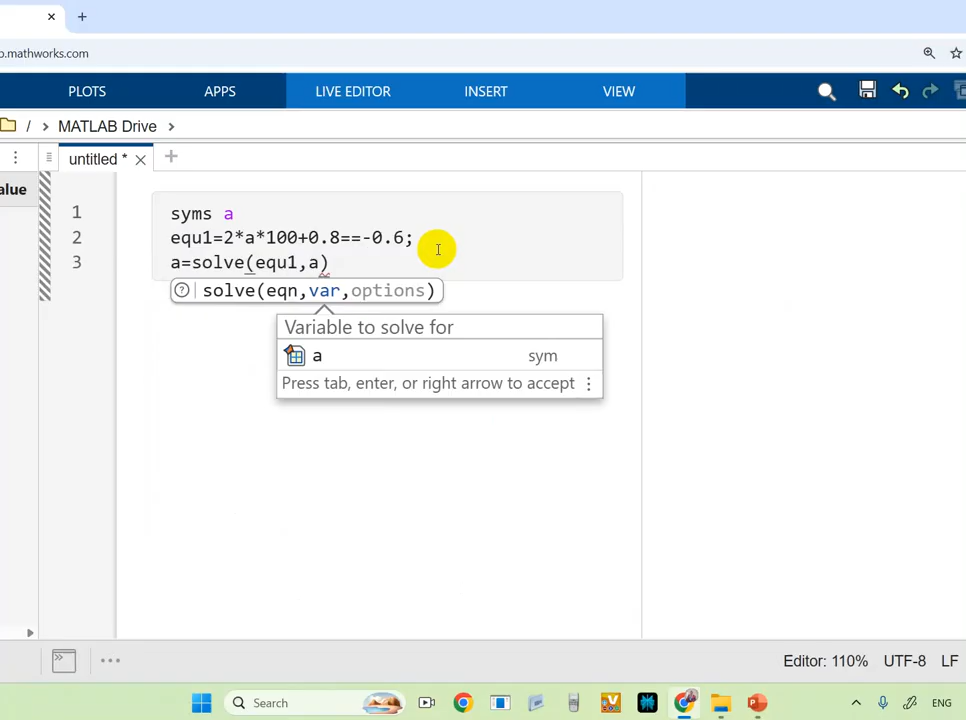 b.mathworks.com
PLOTS APPS LIVE EDITOR INSERT VIEW
/ > MATLAB Drive >
untitled *
alue
1 syms a
2 equ1=2*a*100+0.8==-0.6;
3 a=solve(equ1,a)
solve(eqn,var,options)
Variable to solve for
a sym
Press tab, enter, or right arrow to accept
Editor: 110% UTF-8 LF
Search
ENG